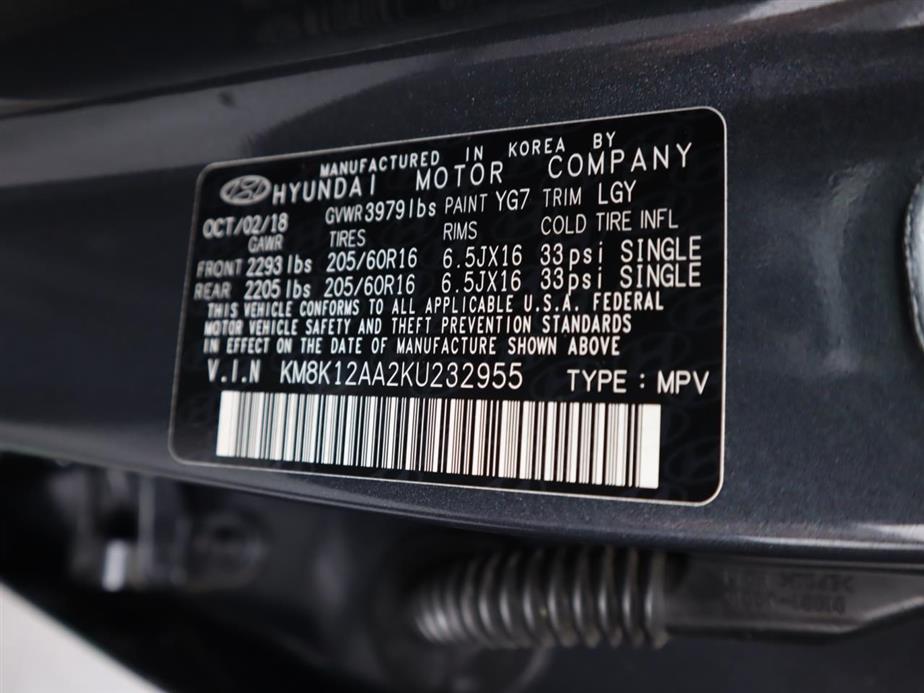 MANUFACTURED IN KOREA BY
HYUNDAI MOTOR COMPANY
OCT/02/18 GVWR 3979lbs PAINT YG7 TRIM LGY
GAWR TIRES RIMS COLD TIRE INFL
FRONT 2293 lbs 205/60R16 6.5JX16 33psi SINGLE
REAR 2205 lbs 205/60R16 6.5JX16 33psi SINGLE
THIS VEHICLE CONFORMS TO ALL APPLICABLE U.S.A. FEDERAL
MOTOR VEHICLE SAFETY AND THEFT PREVENTION STANDARDS
IN EFFECT ON THE DATE OF MANUFACTURE SHOWN ABOVE
V.I.N KM8K12AA2KU232955 TYPE : MPV